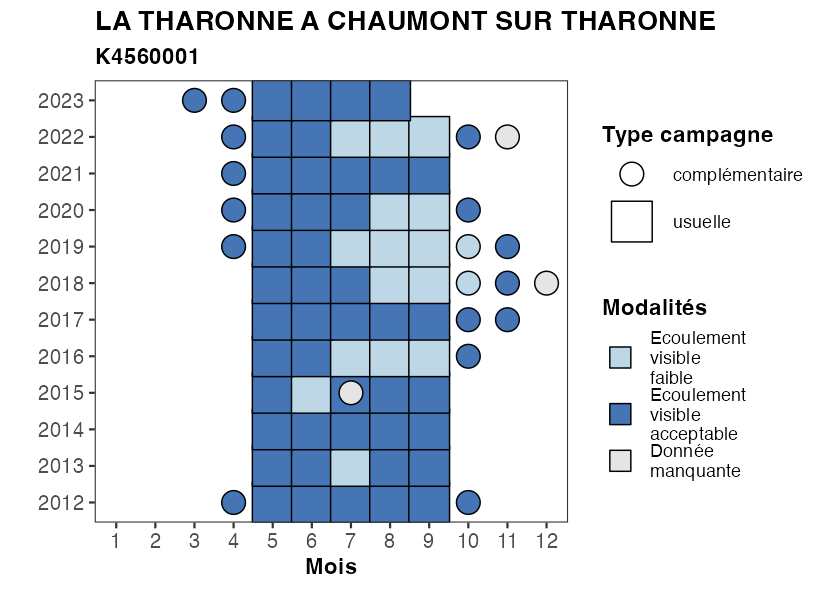 LA THARONNE A CHAUMONT SUR THARONNE
K4560001
2023
2022
2021
2020
2019
2018
2017
2016
2015
2014
2013
2012
1 2 3 4 5 6 7 8 9 10 11 12
Mois
Type campagne
complémentaire
usuelle
Modalités
Ecoulement
visible
faible
Ecoulement
visible
acceptable
Donnée
manquante